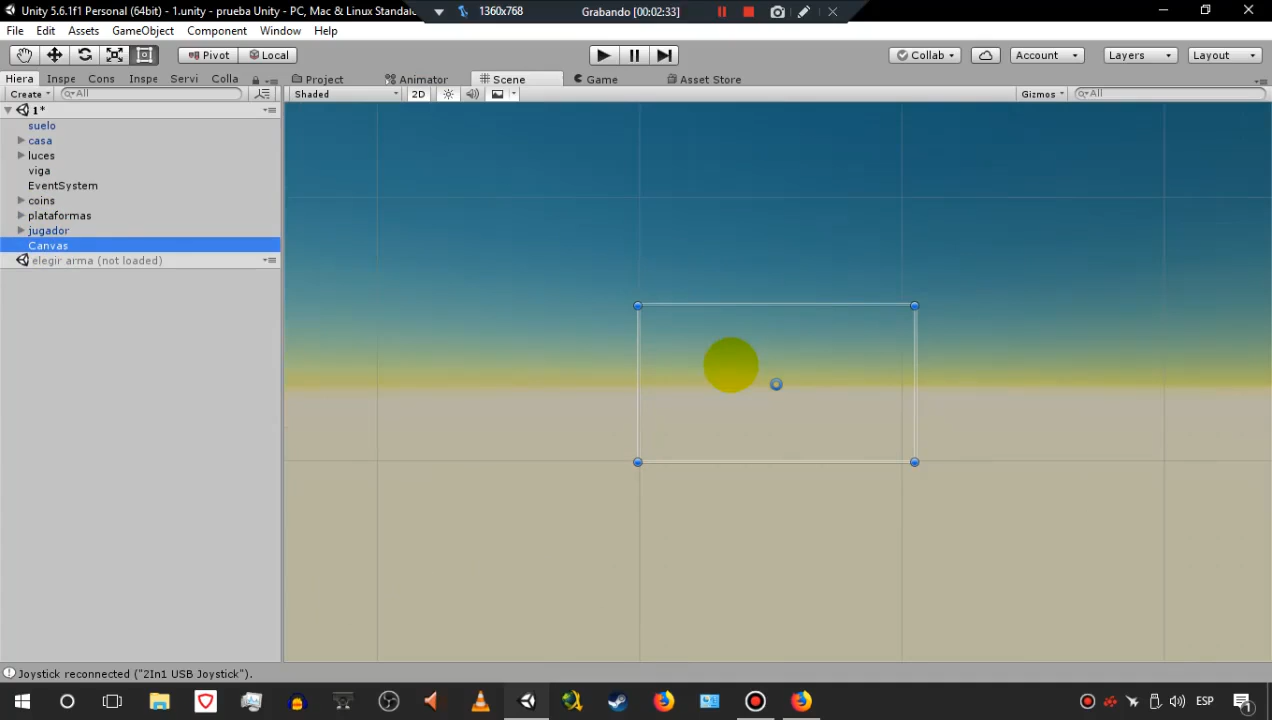 Unity 5.6.1f1 Personal (64bit) - 1.unity - prueba Unity - PC, Mac & Linux Standalo
1360x768
Grabando [00:02:33]
File Edit Assets GameObject Component Window Help
Pivot Local
Collab Account Layers Layout
Hiera Inspe Cons Inspe Servi Colla
Project Animator Scene Game Asset Store
Create All
Shaded 2D Gizmos All
1*
suelo
casa
luces
viga
EventSystem
coins
plataformas
jugador
Canvas
elegir arma (not loaded)
Joystick reconnected ("2In1 USB Joystick").
ESP
1